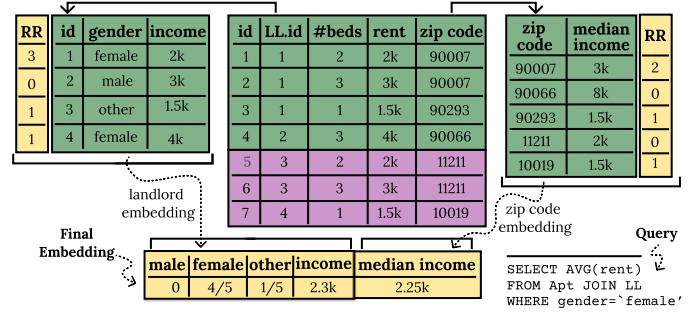 RR
3
0
1
1
id gender income
1 female 2k
2 male 3k
3 other 1.5k
4 female 4k
id LL.id #beds rent zip code
1 1 2 2k 90007
2 1 3 3k 90007
3 1 1 1.5k 90293
4 2 3 4k 90066
5 3 2 2k 11211
6 3 3 3k 11211
7 4 1 1.5k 10019
zip code median income
90007 3k
90066 8k
90293 1.5k
11211 2k
10019 1.5k
RR
2
0
1
0
1
landlord
embedding
zip code
embedding
Final
Embedding
male female other income median income
0 4/5 1/5 2.3k 2.25k
Query
SELECT AVG(rent)
FROM Apt JOIN LL
WHERE gender=`female’